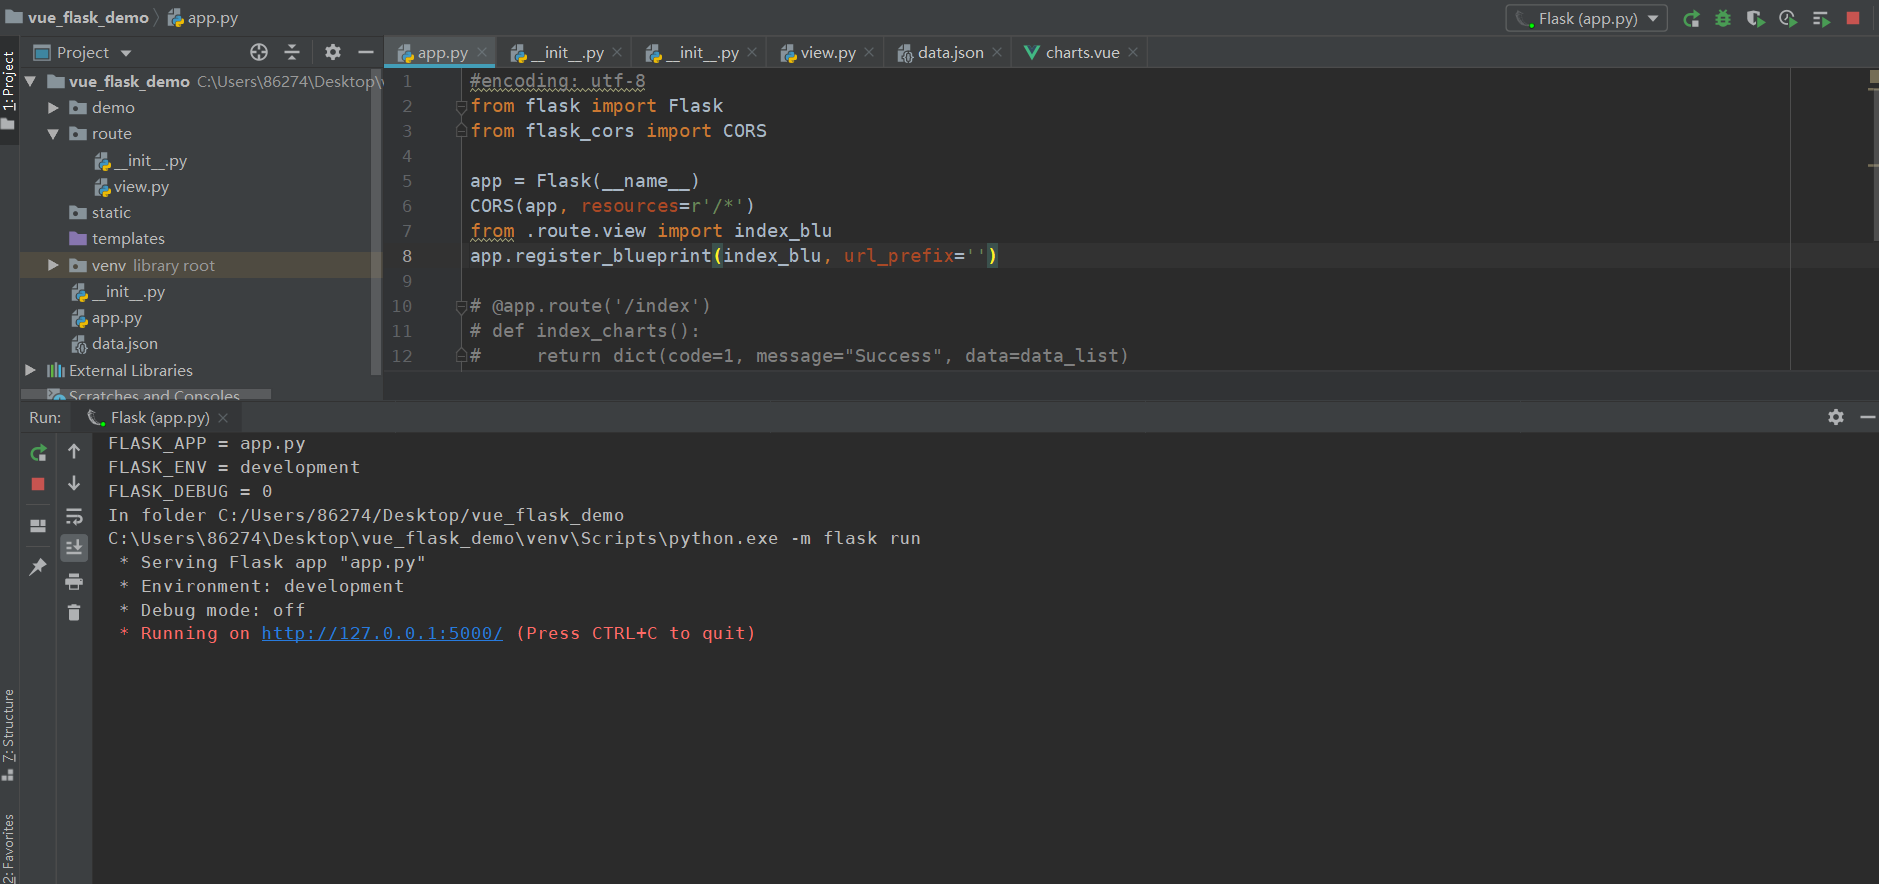 vue_flask_demo
app.py
Flask (app.py)
Project
app.py
__init__.py
__init__.py
view.py
data.json
charts.vue
1: Project
vue_flask_demo C:\Users\86274\Desktop\
demo
route
__init__.py
view.py
static
templates
venv library root
__init__.py
app.py
data.json
External Libraries
Scratches and Consoles
1 #encoding: utf-8
2 from flask import Flask
3 from flask_cors import CORS
4
5 app = Flask(__name__)
6 CORS(app, resources=r'/*')
7 from .route.view import index_blu
8 app.register_blueprint(index_blu, url_prefix='')
9
10 # @app.route('/index')
11 # def index_charts():
12 #     return dict(code=1, message="Success", data=data_list)
Run:
Flask (app.py)
FLASK_APP = app.py
FLASK_ENV = development
FLASK_DEBUG = 0
In folder C:/Users/86274/Desktop/vue_flask_demo
C:\Users\86274\Desktop\vue_flask_demo\venv\Scripts\python.exe -m flask run
* Serving Flask app "app.py"
* Environment: development
* Debug mode: off
* Running on http://127.0.0.1:5000/ (Press CTRL+C to quit)
7: Structure
2: Favorites